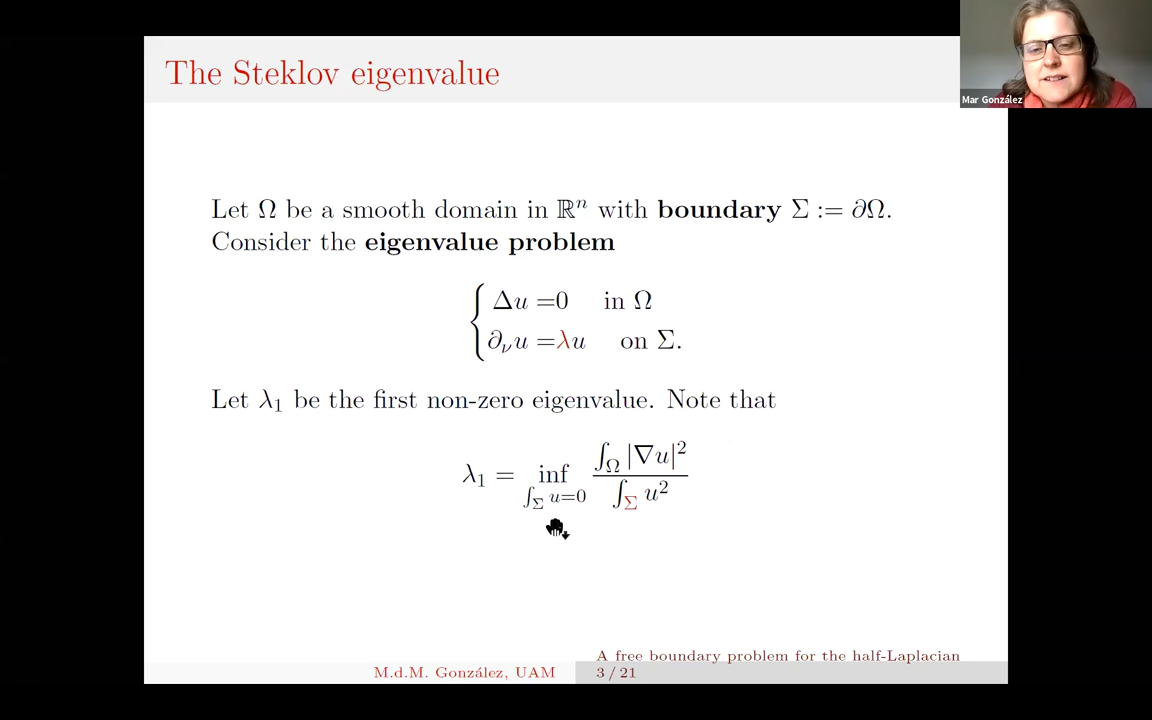 The Steklov eigenvalue
Mar González
Let Ω be a smooth domain in ℝⁿ with boundary Σ := ∂Ω.
Consider the eigenvalue problem
Δu =0 in Ω
∂_ν u =λu on Σ.
Let λ₁ be the first non-zero eigenvalue. Note that
λ₁ = inf_{∫_Σ u=0} ∫_Ω |∇u|² / ∫_Σ u²
A free boundary problem for the half-Laplacian
M.d.M. González, UAM
3 / 21